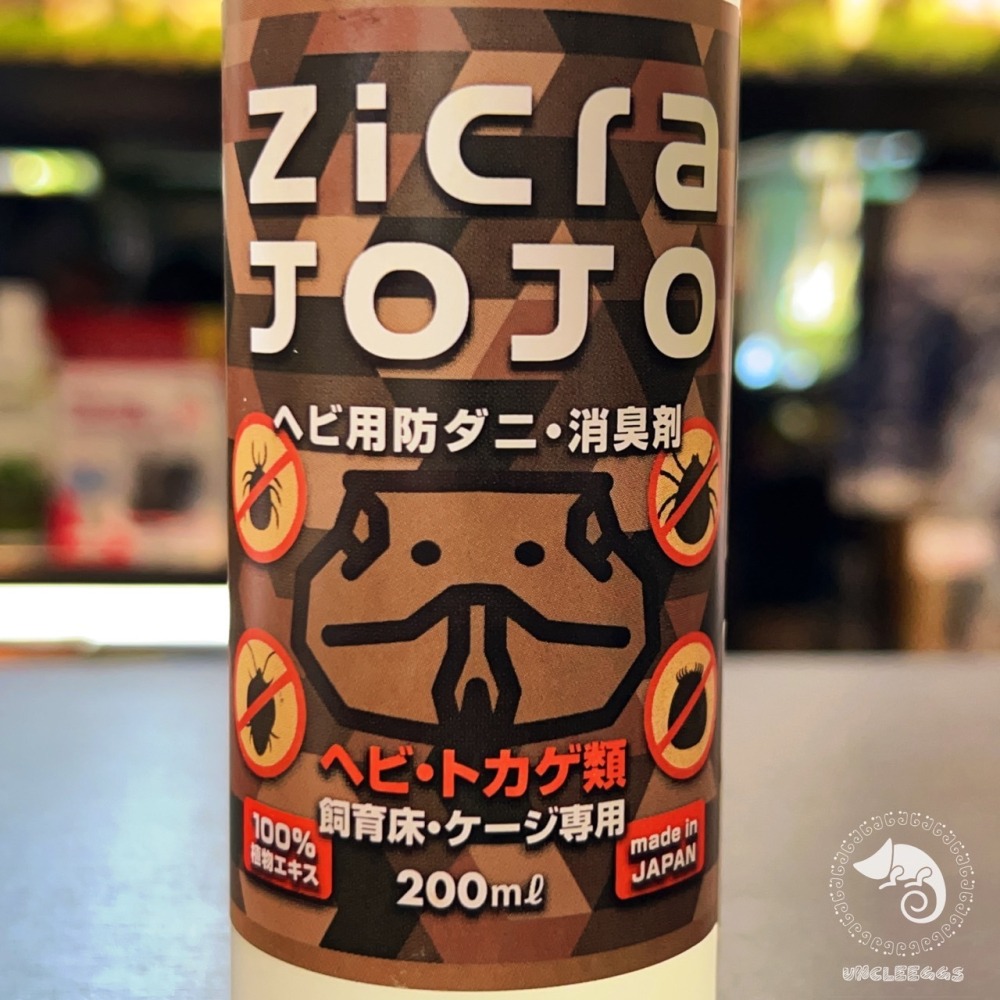 zicra
JOJO
ヘビ用防ダニ・消臭剤
ヘビ・トカゲ類
飼育床・ケージ専用
100%
植物エキス
made in
JAPAN
200mℓ
UNCLEEGGS